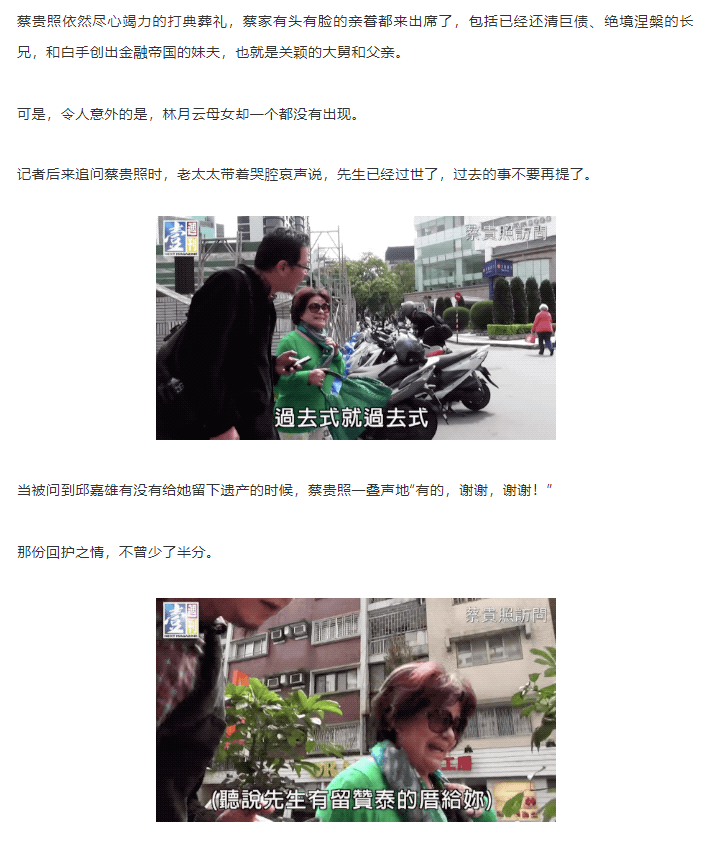 蔡贵照依然尽心竭力的打典葬礼，蔡家有头有脸的亲眷都来出席了，包括已经还清巨债、绝境涅槃的长
兄，和白手创出金融帝国的妹夫，也就是关颖的大舅和父亲。
可是，令人意外的是，林月云母女却一个都没有出现。
记者后来追问蔡贵照时，老太太带着哭腔哀声说，先生已经过世了，过去的事不要再提了。
壹週刊
NEXT MAGAZINE
蔡貴照訪問
過去式就過去式
当被问到邱嘉雄有没有给她留下遗产的时候，蔡贵照一叠声地“有的，谢谢，谢谢！”
那份回护之情，不曾少了半分。
壹週刊
NEXT MAGAZINE
蔡貴照訪問
(聽說先生有留贊泰的厝給妳)